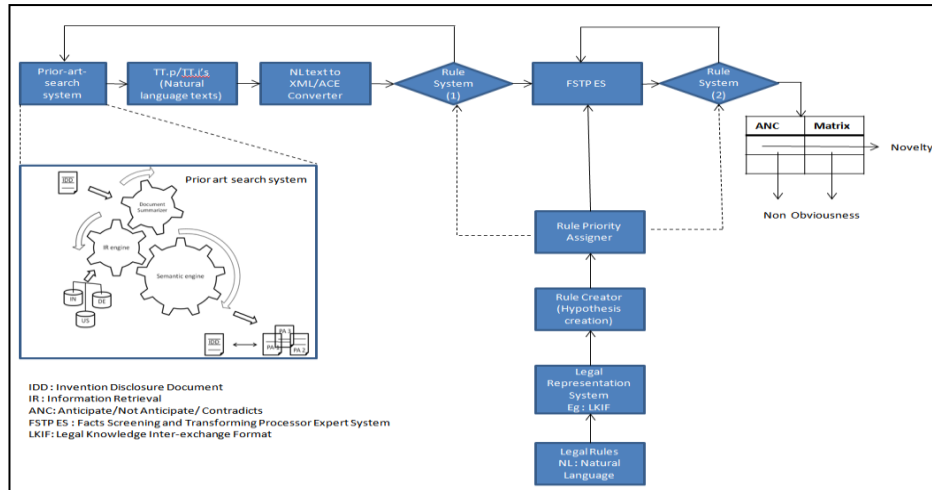 Prior-art-
search
system
TT.p/TT.i's
(Natural
language texts)
NL text to
XML/ACE
Converter
Rule
System
(1)
FSTP ES
Rule
System
(2)
ANC
Matrix
Novelty
Non Obviousness
Prior art search system
IDD
Document
Summarizer
IR engine
Semantic engine
IN
DE
US
IDD
PA 3
PA 1
PA 2
Rule Priority
Assigner
Rule Creator
(Hypothesis
creation)
Legal
Representation
System
Eg : LKIF
Legal Rules
NL : Natural
Language
IDD : Invention Disclosure Document
IR : Information Retrieval
ANC: Anticipate/Not Anticipate/ Contradicts
FSTP ES : Facts Screening and Transforming Processor Expert System
LKIF: Legal Knowledge Inter-exchange Format